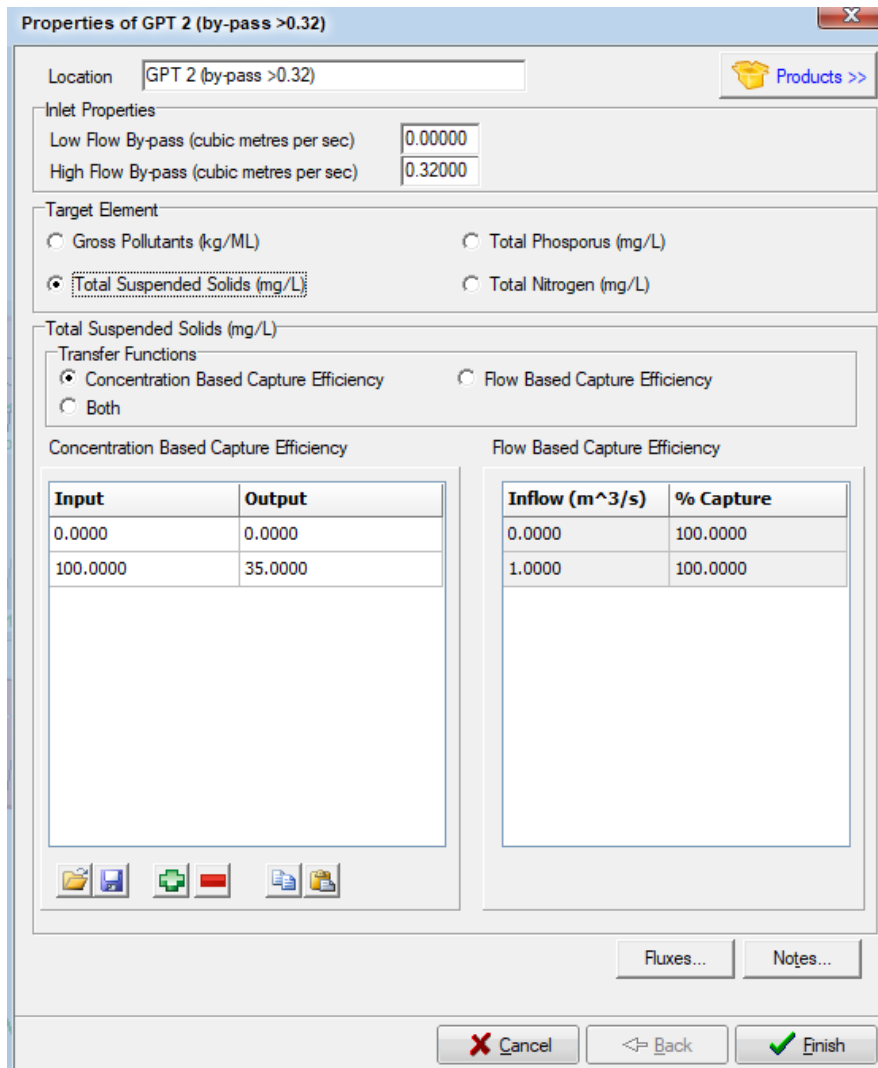 Properties of GPT 2 (by-pass >0.32)
Location GPT 2 (by-pass >0.32) Products >>
Inlet Properties
Low Flow By-pass (cubic metres per sec) 0.00000
High Flow By-pass (cubic metres per sec) 0.32000
Target Element
Gross Pollutants (kg/ML) Total Phosporus (mg/L)
Total Suspended Solids (mg/L) Total Nitrogen (mg/L)
Total Suspended Solids (mg/L)
Transfer Functions
Concentration Based Capture Efficiency Flow Based Capture Efficiency
Both
Concentration Based Capture Efficiency Flow Based Capture Efficiency
Input Output Inflow (m^3/s) % Capture
0.0000 0.0000 0.0000 100.0000
100.0000 35.0000 1.0000 100.0000
Fluxes... Notes...
Cancel Back Finish